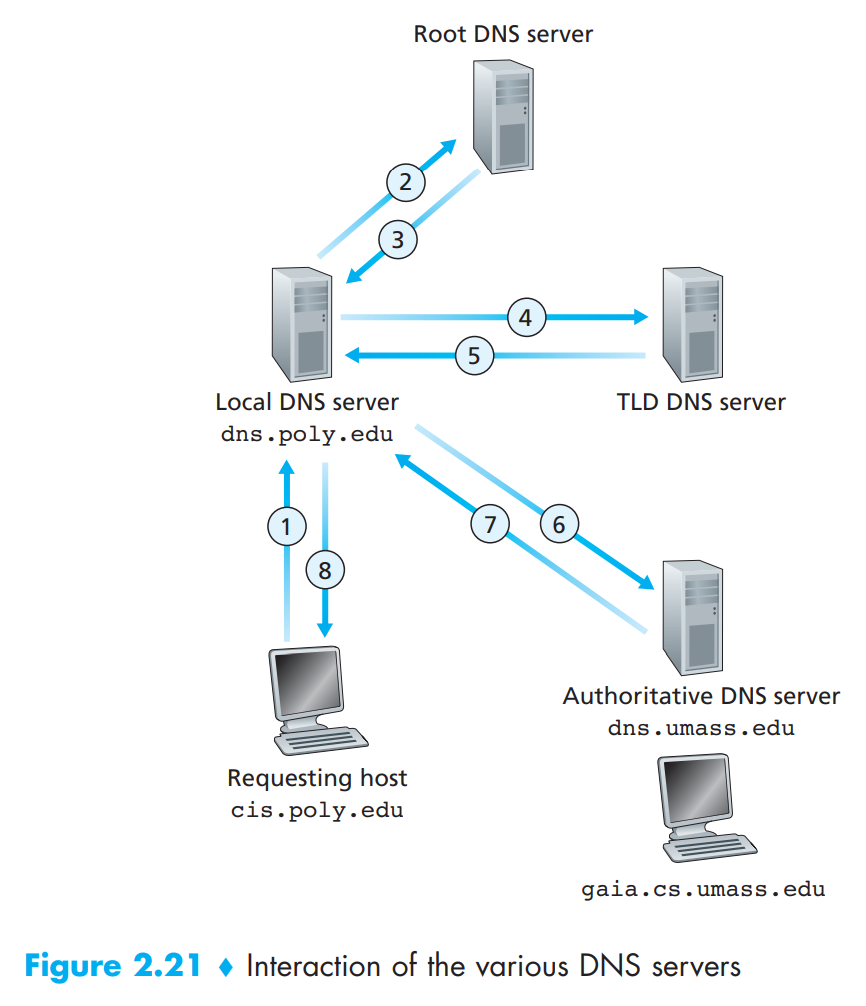 Root DNS server
2
3
4
5
Local DNS server
dns.poly.edu
TLD DNS server
1
8
7
6
Authoritative DNS server
dns.umass.edu
Requesting host
cis.poly.edu
gaia.cs.umass.edu
Figure 2.21 ♦ Interaction of the various DNS servers